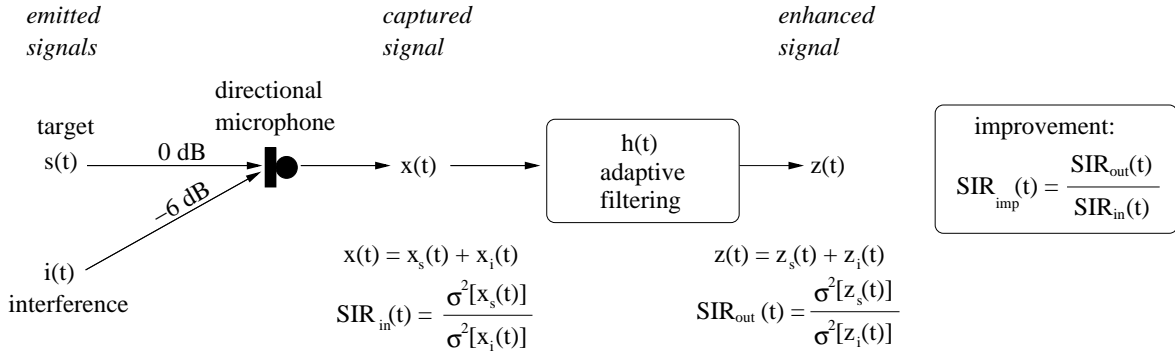 emitted
signals
captured
signal
enhanced
signal
directional
microphone
target
s(t)
0 dB
−6 dB
i(t)
interference
x(t)
h(t)
adaptive
filtering
z(t)
improvement:
SIR_imp(t) = SIR_out(t) / SIR_in(t)
x(t) = x_s(t) + x_i(t)
SIR_in(t) = σ²[x_s(t)] / σ²[x_i(t)]
z(t) = z_s(t) + z_i(t)
SIR_out (t) = σ²[z_s(t)] / σ²[z_i(t)]